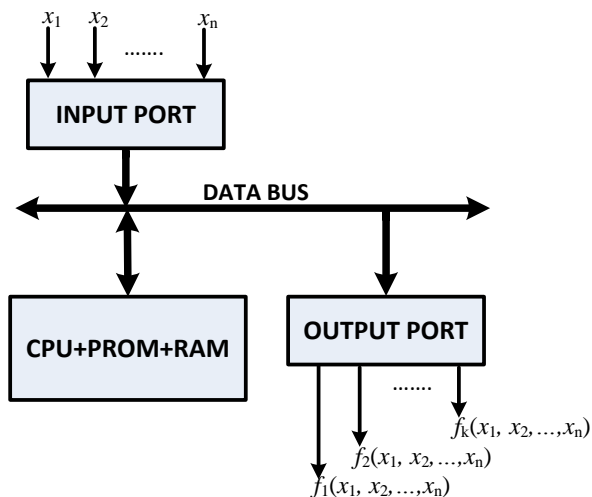 x₁ x₂ ....... xₙ
INPUT PORT
DATA BUS
CPU+PROM+RAM
OUTPUT PORT
.......
fₖ(x₁, x₂,...,xₙ)
f₂(x₁, x₂,...,xₙ)
f₁(x₁, x₂,...,xₙ)